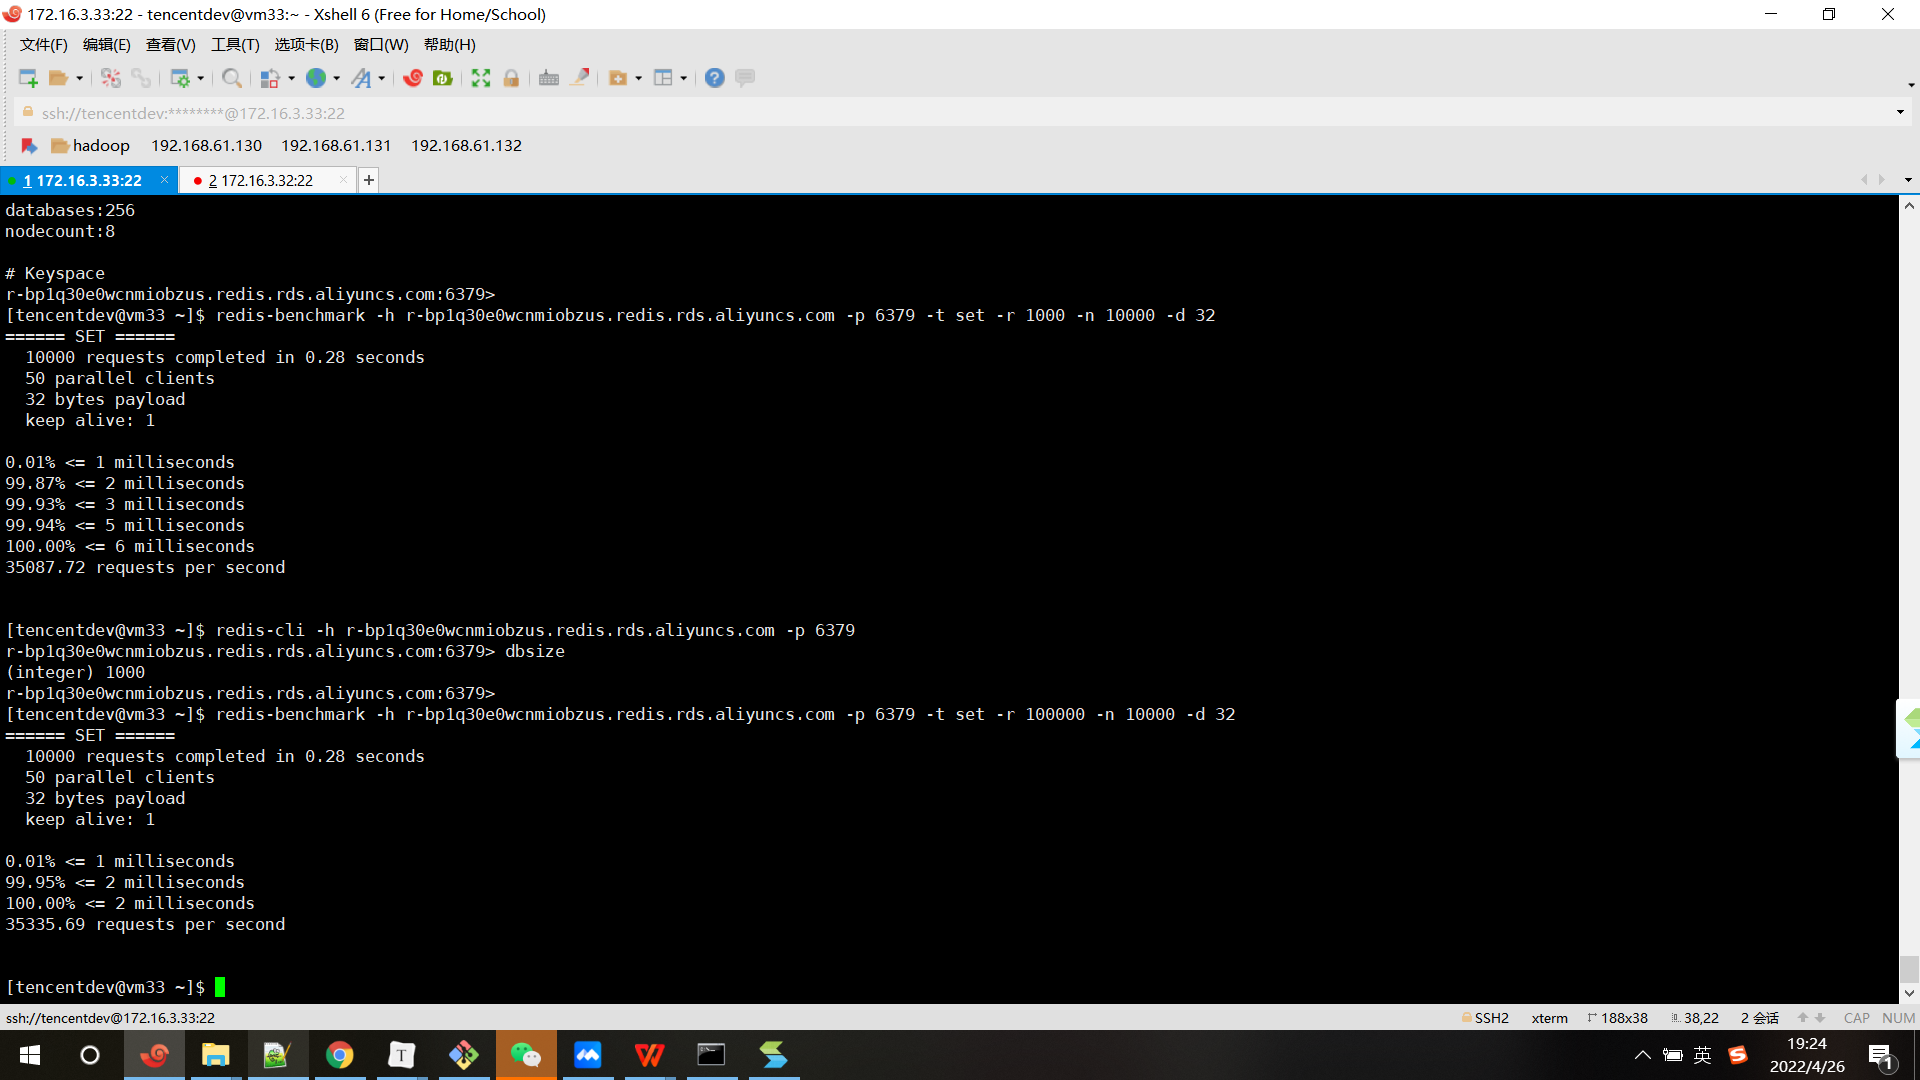 172.16.3.33:22 - tencentdev@vm33:~ - Xshell 6 (Free for Home/School)
文件(F) 编辑(E) 查看(V) 工具(T) 选项卡(B) 窗口(W) 帮助(H)
ssh://tencentdev:********@172.16.3.33:22
hadoop 192.168.61.130 192.168.61.131 192.168.61.132
1 172.16.3.33:22 2 172.16.3.32:22
databases:256
nodecount:8
# Keyspace
r-bp1q30e0wcnmiobzus.redis.rds.aliyuncs.com:6379>
[tencentdev@vm33 ~]$ redis-benchmark -h r-bp1q30e0wcnmiobzus.redis.rds.aliyuncs.com -p 6379 -t set -r 1000 -n 10000 -d 32
====== SET ======
10000 requests completed in 0.28 seconds
50 parallel clients
32 bytes payload
keep alive: 1
0.01% <= 1 milliseconds
99.87% <= 2 milliseconds
99.93% <= 3 milliseconds
99.94% <= 5 milliseconds
100.00% <= 6 milliseconds
35087.72 requests per second
[tencentdev@vm33 ~]$ redis-cli -h r-bp1q30e0wcnmiobzus.redis.rds.aliyuncs.com -p 6379
r-bp1q30e0wcnmiobzus.redis.rds.aliyuncs.com:6379> dbsize
(integer) 1000
r-bp1q30e0wcnmiobzus.redis.rds.aliyuncs.com:6379>
[tencentdev@vm33 ~]$ redis-benchmark -h r-bp1q30e0wcnmiobzus.redis.rds.aliyuncs.com -p 6379 -t set -r 100000 -n 10000 -d 32
====== SET ======
10000 requests completed in 0.28 seconds
50 parallel clients
32 bytes payload
keep alive: 1
0.01% <= 1 milliseconds
99.95% <= 2 milliseconds
100.00% <= 2 milliseconds
35335.69 requests per second
[tencentdev@vm33 ~]$
ssh://tencentdev@172.16.3.33:22 SSH2 xterm 188x38 38,22 2 会话 CAP NUM
英 19:24
2022/4/26 1